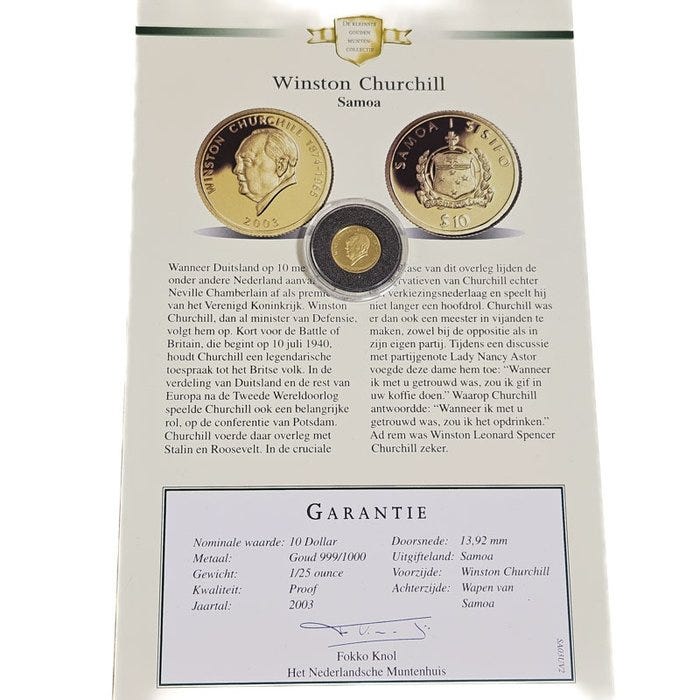 DE KLEINSTE
GOUDEN
MUNTEN-
COLLECTIE
Winston Churchill
Samoa
WINSTON CHURCHILL 1874-1965
2003
SAMOA I SISIFO
$10
Wanneer Duitsland op 10 me
onder andere Nederland aanva
Neville Chamberlain af als premie
van het Verenigd Koninkrijk. Winston
Churchill, dan al minister van Defensie,
volgt hem op. Kort voor de Battle of
Britain, die begint op 10 juli 1940,
houdt Churchill een legendarische
toespraak tot het Britse volk. In de
verdeling van Duitsland en de rest van
Europa na de Tweede Wereldoorlog
speelde Churchill ook een belangrijke
rol, op de conferentie van Potsdam.
Churchill voerde daar overleg met
Stalin en Roosevelt. In de cruciale
ase van dit overleg lijden de
rvatieven van Churchill echter
verkiezingsnederlaag en speelt hij
niet langer een hoofdrol. Churchill was
er dan ook een meester in vijanden te
maken, zowel bij de oppositie als in
zijn eigen partij. Tijdens een discussie
met partijgenote Lady Nancy Astor
voegde deze dame hem toe: “Wanneer
ik met u getrouwd was, zou ik gif in
uw koffie doen.” Waarop Churchill
antwoordde: “Wanneer ik met u
getrouwd was, zou ik het opdrinken.”
Ad rem was Winston Leonard Spencer
Churchill zeker.
GARANTIE
Nominale waarde: 10 Dollar
Metaal: Goud 999/1000
Gewicht: 1/25 ounce
Kwaliteit: Proof
Jaartal: 2003
Doorsnede: 13,92 mm
Uitgifteland: Samoa
Voorzijde: Winston Churchill
Achterzijde: Wapen van
Samoa
Fokko Knol
Het Nederlandsche Muntenhuis